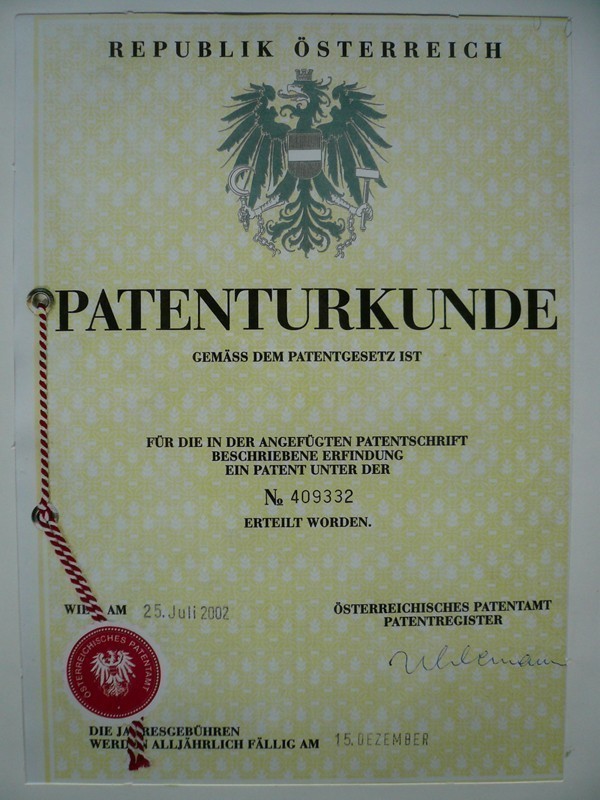 REPUBLIK ÖSTERREICH
PATENTURKUNDE
GEMÄSS DEM PATENTGESETZ IST
FÜR DIE IN DER ANGEFÜGTEN PATENTSCHRIFT
BESCHRIEBENE ERFINDUNG
EIN PATENT UNTER DER
№ 409332
ERTEILT WORDEN.
AM 25. Juli 2002
ÖSTERREICHISCHES PATENTAMT
PATENTREGISTER
ÖSTERREICHISCHES PATENTAMT
DIE
ALLJÄHRLICH FÄLLIG AM 15. DEZEMBER